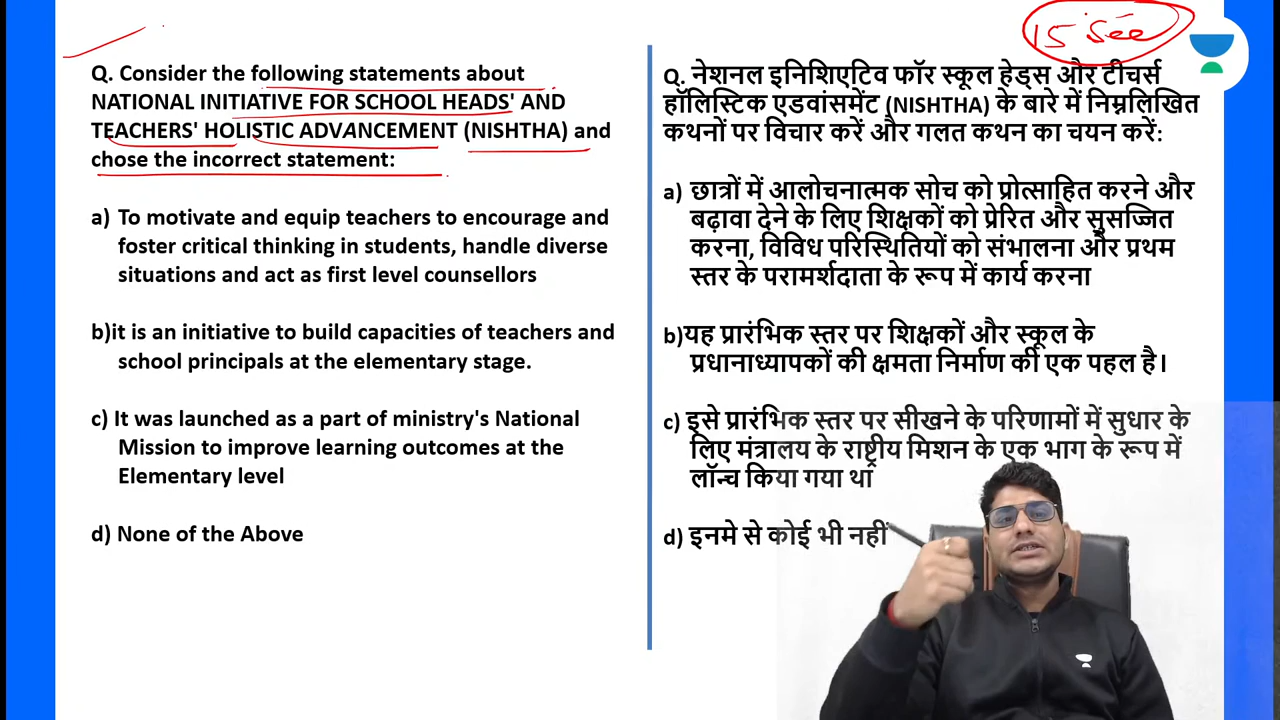 15 See
Q. Consider the following statements about
NATIONAL INITIATIVE FOR SCHOOL HEADS' AND
TEACHERS' HOLISTIC ADVANCEMENT (NISHTHA) and
chose the incorrect statement:
a) To motivate and equip teachers to encourage and
foster critical thinking in students, handle diverse
situations and act as first level counsellors
b)it is an initiative to build capacities of teachers and
school principals at the elementary stage.
c) It was launched as a part of ministry's National
Mission to improve learning outcomes at the
Elementary level
d) None of the Above
Q. नेशनल इनिशिएटिव फॉर स्कूल हेड्स और टीचर्स
हॉलिस्टिक एडवांसमेंट (NISHTHA) के बारे में निम्नलिखित
कथनों पर विचार करें और गलत कथन का चयन करें:
a) छात्रों में आलोचनात्मक सोच को प्रोत्साहित करने और
बढ़ावा देने के लिए शिक्षकों को प्रेरित और सुसज्जित
करना, विविध परिस्थितियों को संभालना और प्रथम
स्तर के परामर्शदाता के रूप में कार्य करना
b)यह प्रारंभिक स्तर पर शिक्षकों और स्कूल के
प्रधानाध्यापकों की क्षमता निर्माण की एक पहल है।
c) इसे प्रारंभिक स्तर पर सीखने के परिणामों में सुधार के
लिए मंत्रालय के राष्ट्रीय मिशन के एक भाग के रूप में
लॉन्च किया गया था
d) इनमे से कोई भी नहीं